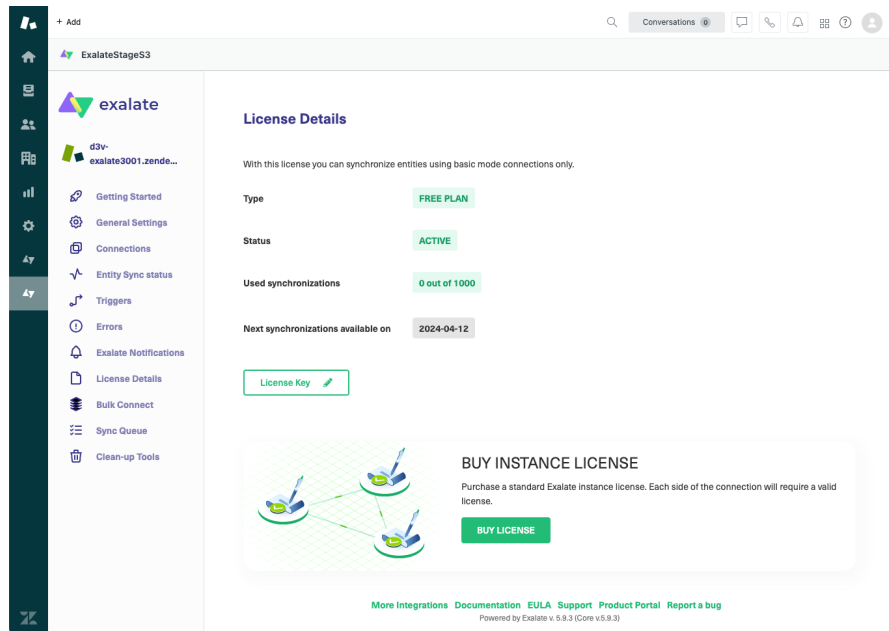 + Add
Conversations 0
ExalateStageS3
exalate
d3v-
exalate3001.zende...
Getting Started
General Settings
Connections
Entity Sync status
Triggers
Errors
Exalate Notifications
License Details
Bulk Connect
Sync Queue
Clean-up Tools
License Details
With this license you can synchronize entities using basic mode connections only.
Type FREE PLAN
Status ACTIVE
Used synchronizations 0 out of 1000
Next synchronizations available on 2024-04-12
License Key
BUY INSTANCE LICENSE
Purchase a standard Exalate instance license. Each side of the connection will require a valid
license.
BUY LICENSE
More Integrations Documentation EULA Support Product Portal Report a bug
Powered by Exalate v. 5.9.3 (Core v.5.9.3)